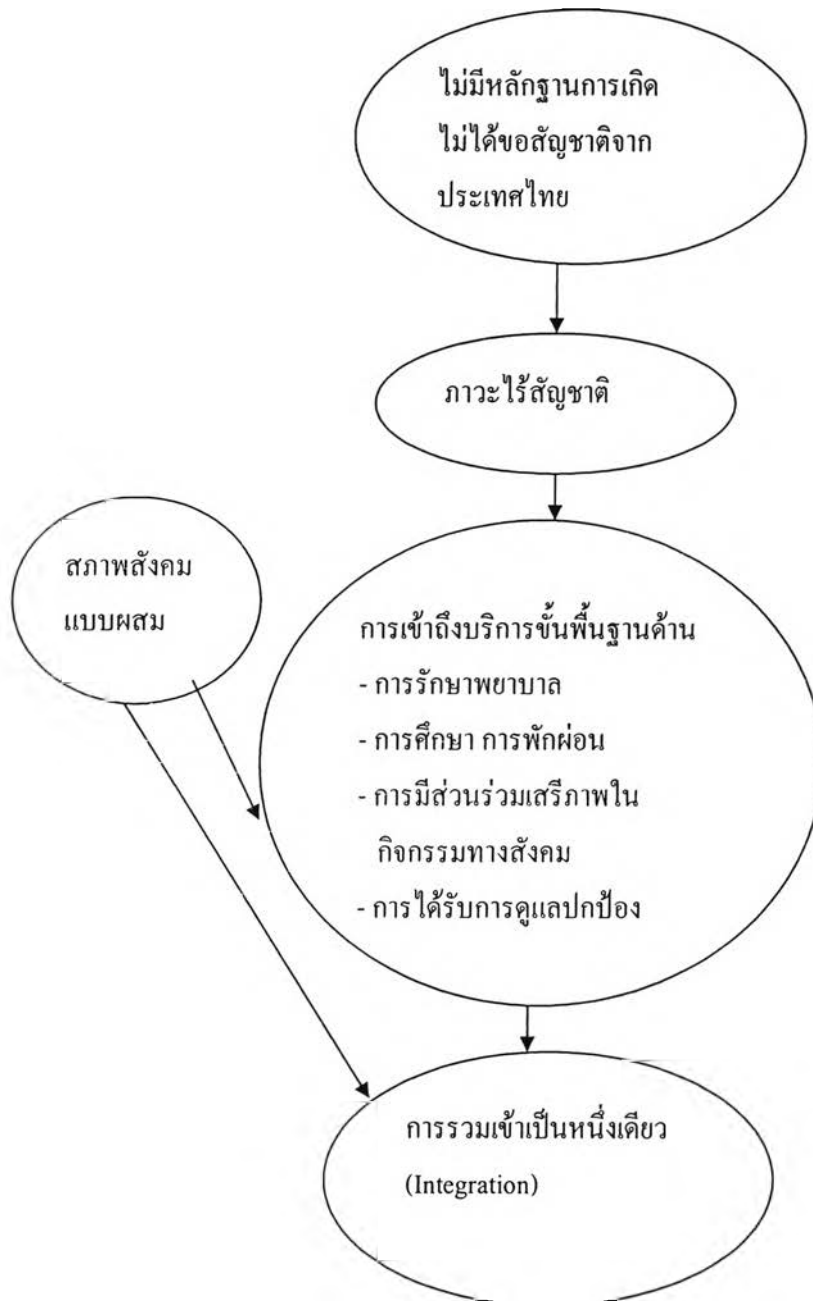 ไม่มีหลักฐานการเกิด
ไม่ได้ขอสัญชาติจาก
ประเทศไทย
ภาวะไร้สัญชาติ
สภาพสังคม
แบบผสม
การเข้าถึงบริการขั้นพื้นฐานด้าน
- การรักษาพยาบาล
- การศึกษา การพักผ่อน
- การมีส่วนร่วมเสรีภาพใน
กิจกรรมทางสังคม
- การได้รับการดูแลปกป้อง
การรวมเข้าเป็นหนึ่งเดียว
(Integration)